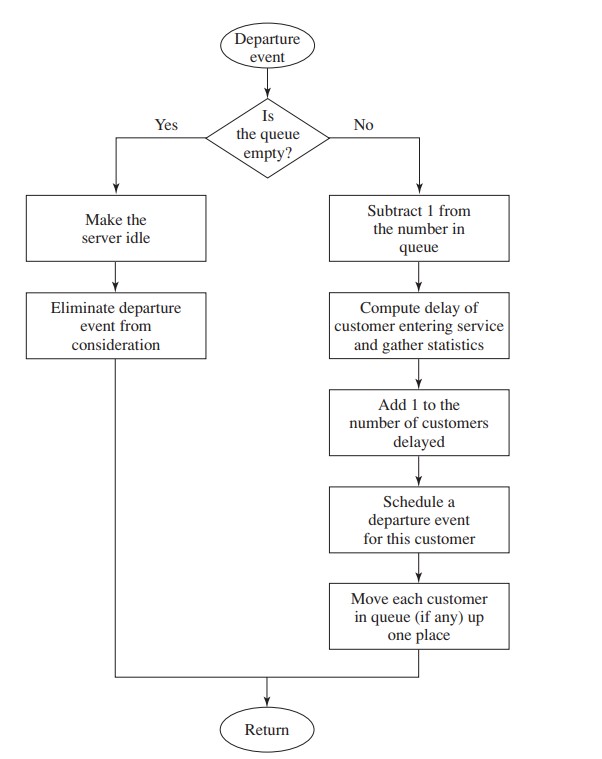 Departure
event
Is
the queue
empty?
Yes
No
Make the
server idle
Subtract 1 from
the number in
queue
Eliminate departure
event from
consideration
Compute delay of
customer entering service
and gather statistics
Add 1 to the
number of customers
delayed
Schedule a
departure event
for this customer
Move each customer
in queue (if any) up
one place
Return